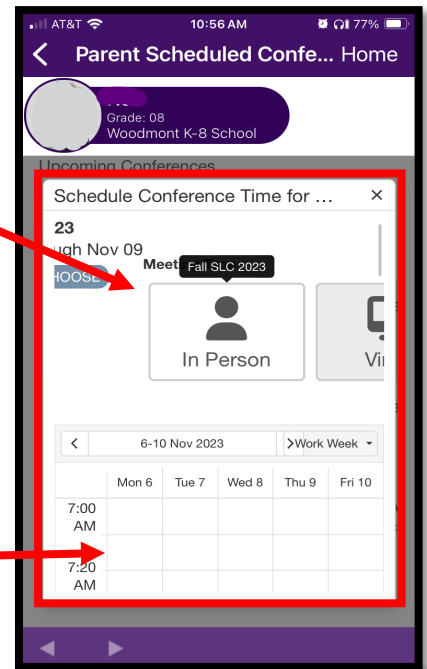 AT&T 10:56 AM 77%
Parent Scheduled Confe... Home
Grade: 08
Woodmont K-8 School
Upcoming Conferences
Schedule Conference Time for ... ×
23
ugh Nov 09
HOOSE
Fall SLC 2023
In Person
Vi
6-10 Nov 2023 Work Week
Mon 6 Tue 7 Wed 8 Thu 9 Fri 10
7:00
AM
7:20
AM